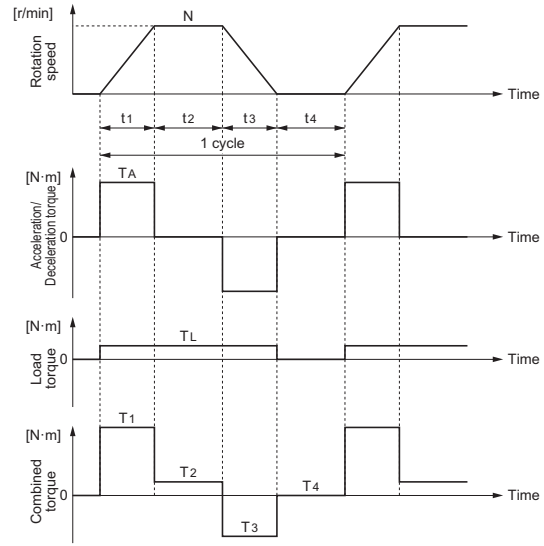 [r/min]
N
Rotation
speed
Time
t1
t2
t3
t4
1 cycle
[N·m]
TA
Acceleration/
Deceleration torque
0
Time
[N·m]
TL
Load
torque
0
Time
T1
[N·m]
T2
T4
Combined
torque
0
Time
T3